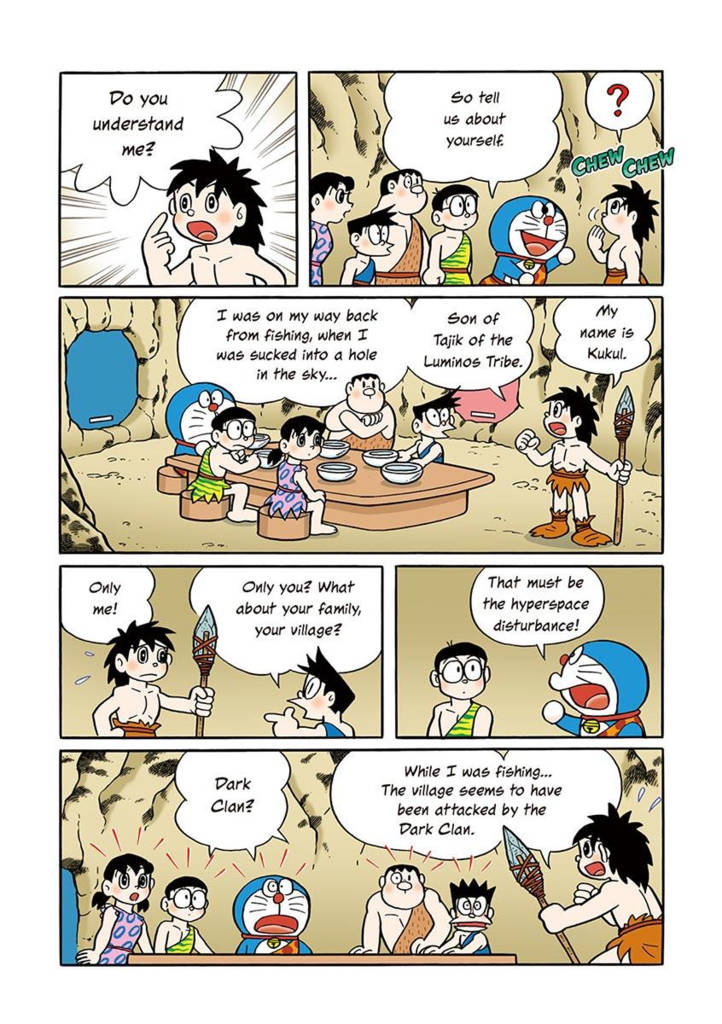 Do you
understand
me?
So tell
us about
yourself.
?
CHEW
CHEW
My
name is
Kukul.
Son of
Tajik of the
Luminos Tribe.
I was on my way back
from fishing, when I
was sucked into a hole
in the sky...
Only you? What
about your family,
your village?
Only
me!
That must be
the hyperspace
disturbance!
While I was fishing...
The village seems to have
been attacked by the
Dark Clan.
Dark
Clan?